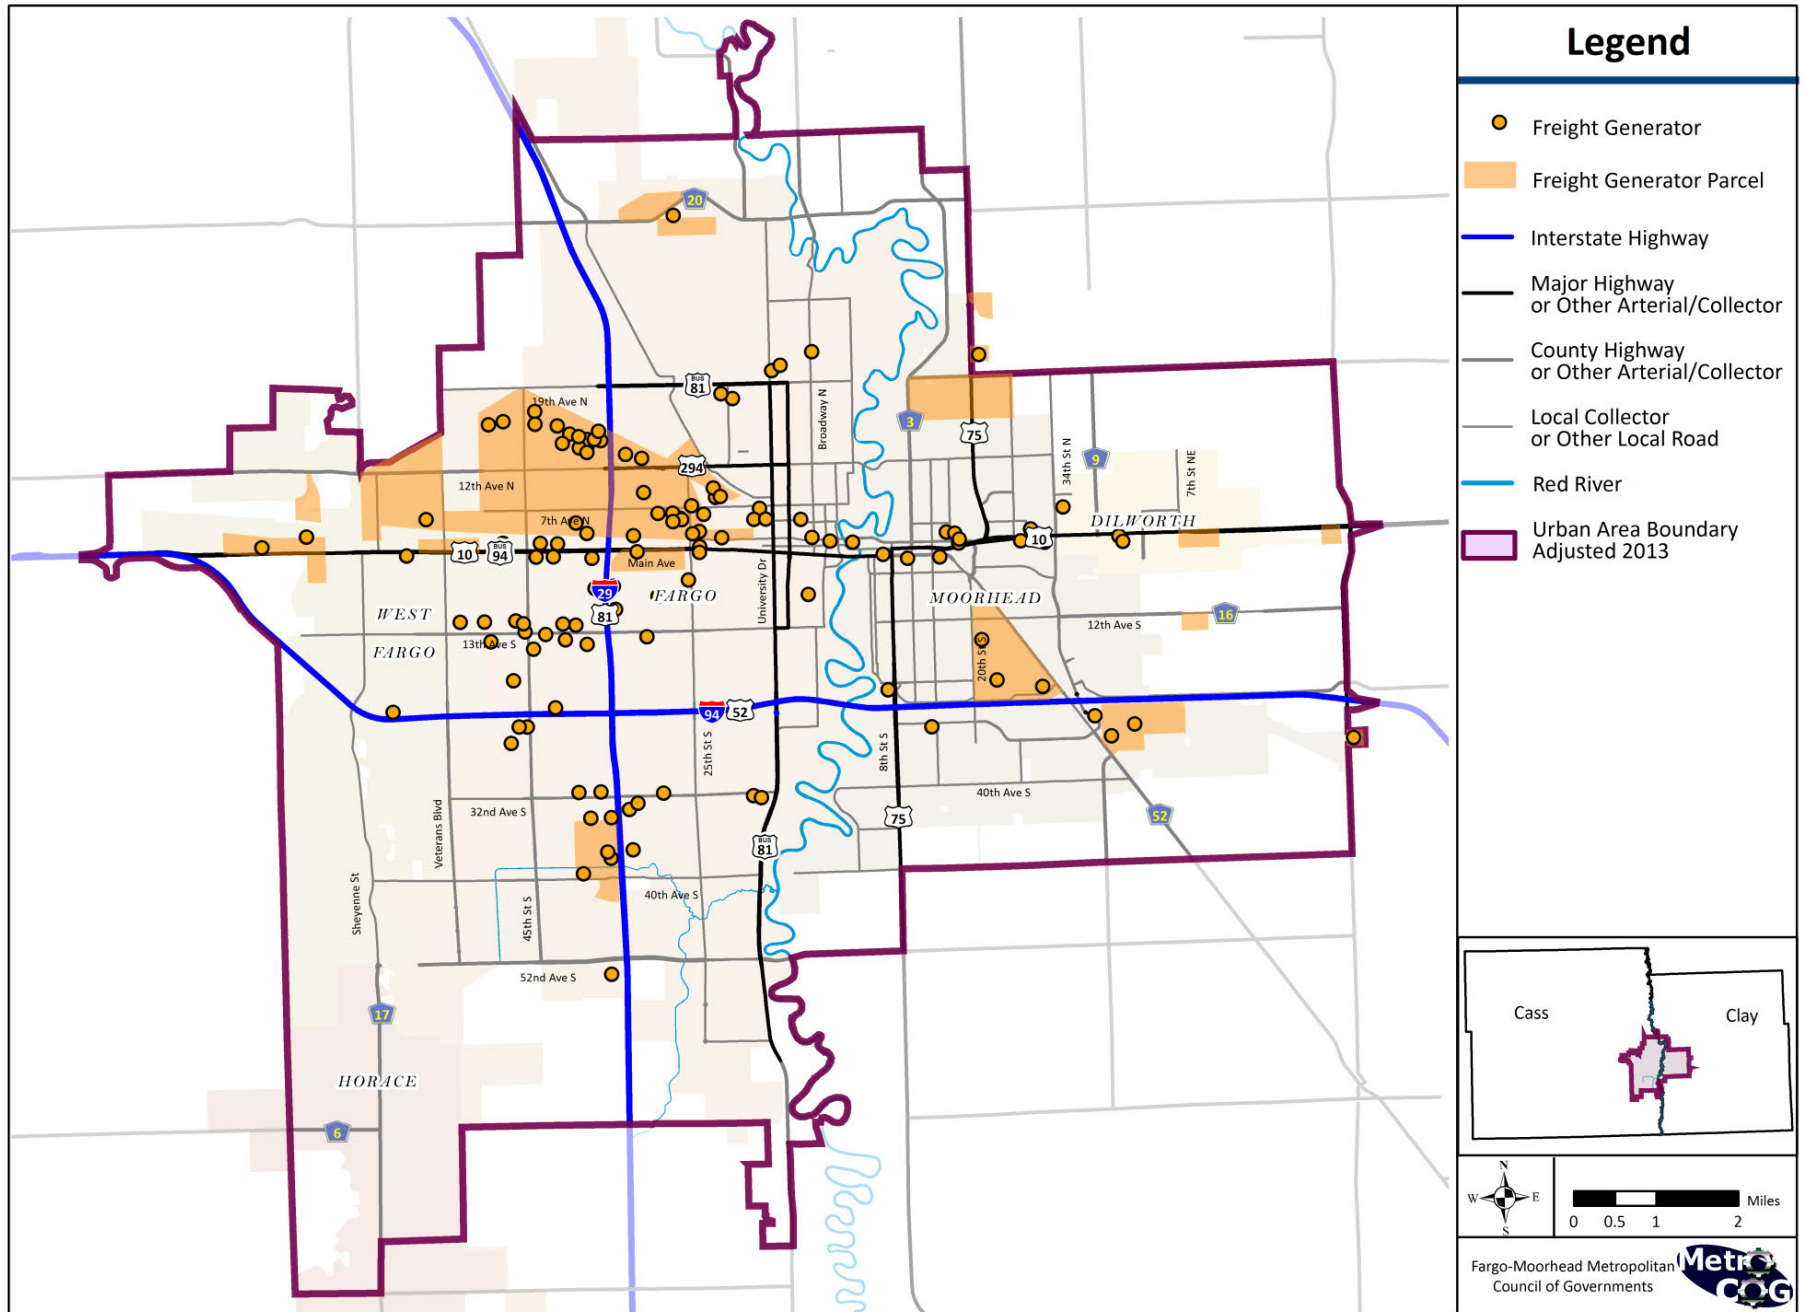 Legend
Freight Generator
Freight Generator Parcel
Interstate Highway
Major Highway
or Other Arterial/Collector
County Highway
or Other Arterial/Collector
Local Collector
or Other Local Road
Red River
Urban Area Boundary
Adjusted 2013
20
BUS
81
19th Ave N
Broadway N
3
75
34th St N
9
7th St NE
294
12th Ave N
7th Ave N
DILWORTH
10
BUS
94
10
Main Ave
University Dr
29
81
FARGO
MOORHEAD
WEST
FARGO
16
12th Ave S
13th Ave S
20th St S
94
52
25th St S
8th St S
40th Ave S
75
52
32nd Ave S
Veterans Blvd
BUS
81
Sheyenne St
45th St S
40th Ave S
52nd Ave S
17
HORACE
6
Cass
Clay
N
W
E
S
Miles
0 0.5 1 2
Fargo-Moorhead Metropolitan
Council of Governments
Metro
COG